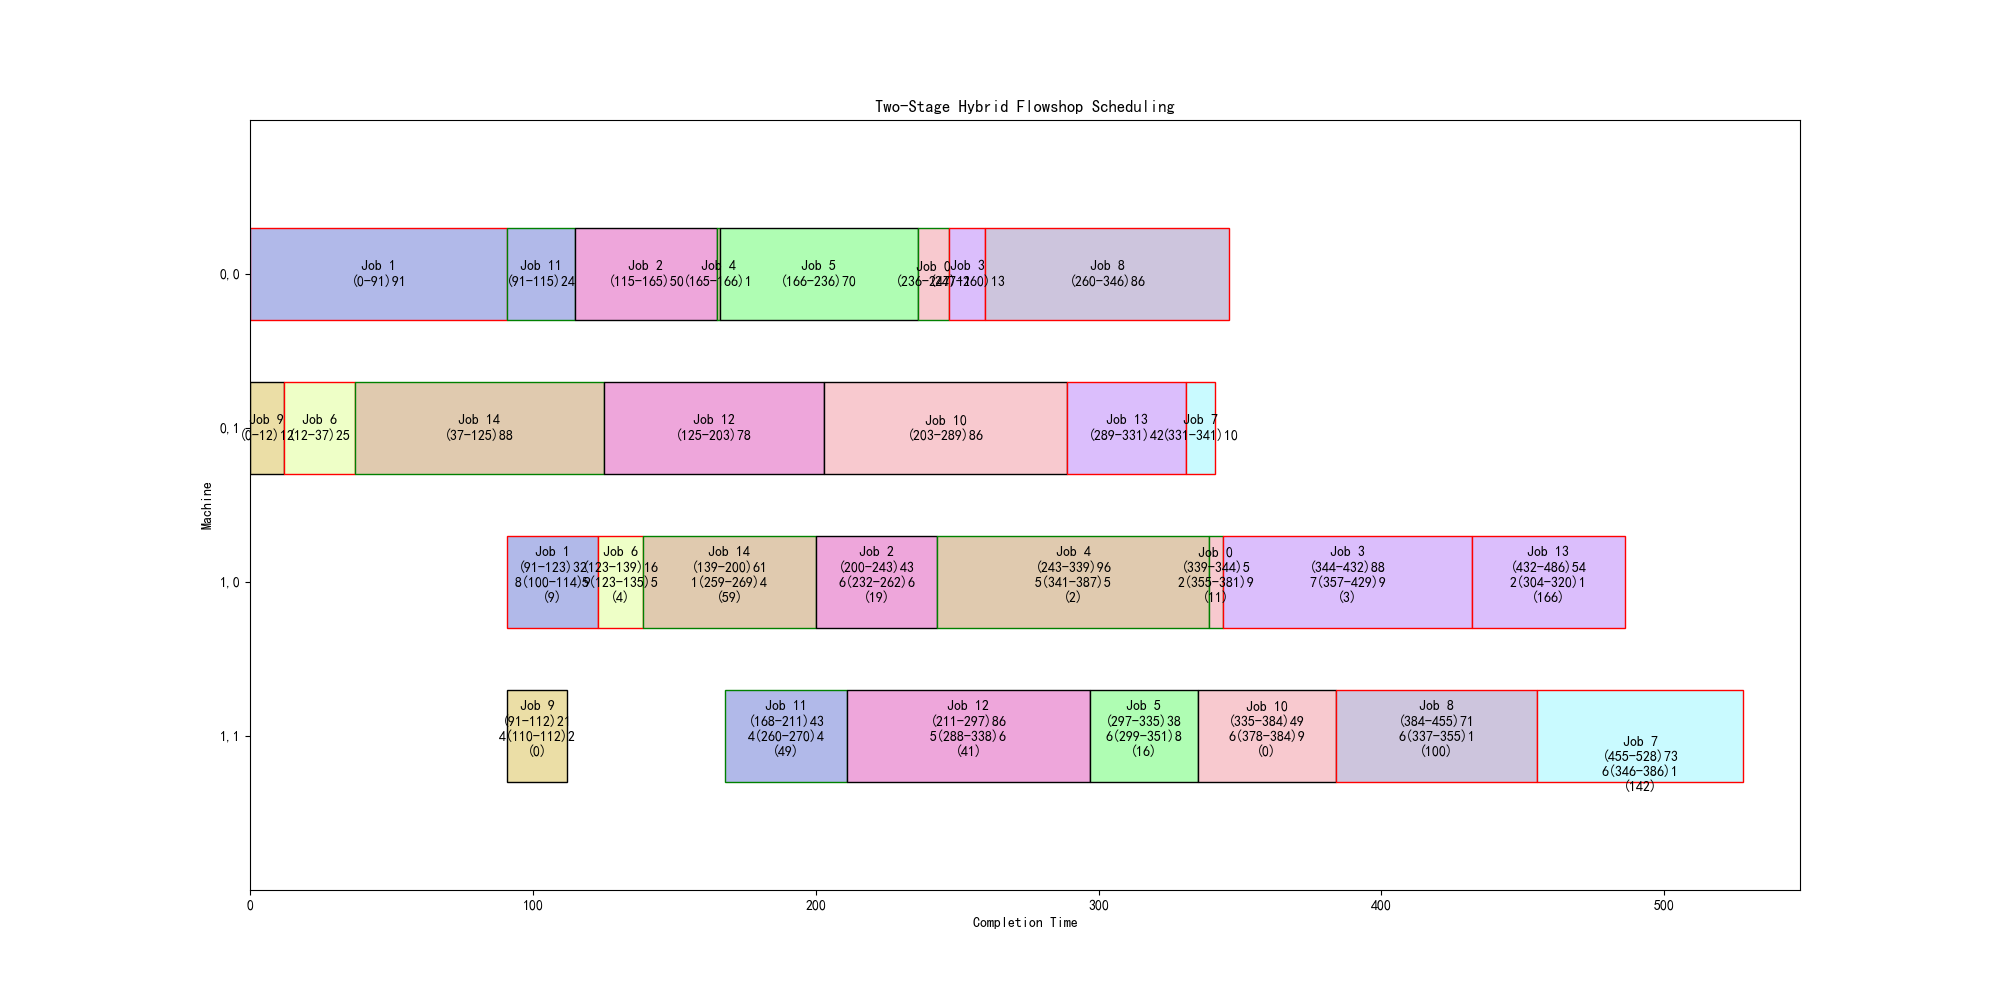 Two-Stage Hybrid Flowshop Scheduling
Machine
0,0
Job 1
(0-91)91
Job 11
(91-115)24
Job 2
(115-165)50
Job 4
(165-166)1
Job 5
(166-236)70
Job 0
Job 3
(247-260)13
Job 8
(260-346)86
0,1
Job 9
(0-12)12
Job 6
(12-37)25
Job 14
(37-125)88
Job 12
(125-203)78
Job 10
(203-289)86
Job 13
(289-331)42
Job 7
(331-341)10
1,0
Job 1
(91-123)32
8(100-114)9
(9)
Job 6
(123-139)16
9(123-135)5
(4)
Job 14
(139-200)61
1(259-269)4
(59)
Job 2
(200-243)43
6(232-262)6
(19)
Job 4
(243-339)96
5(341-387)5
(2)
Job 0
(339-344)5
2(355-381)9
(11)
Job 3
(344-432)88
7(357-429)9
(3)
Job 13
(432-486)54
2(304-320)1
(166)
1,1
Job 9
(91-112)21
4(110-112)2
(0)
Job 11
(168-211)43
4(260-270)4
(49)
Job 12
(211-297)86
5(288-338)6
(41)
Job 5
(297-335)38
6(299-351)8
(16)
Job 10
(335-384)49
6(378-384)9
(0)
Job 8
(384-455)71
6(337-355)1
(100)
Job 7
(455-528)73
6(346-386)1
(142)
0
100
200
300
400
500
Completion Time